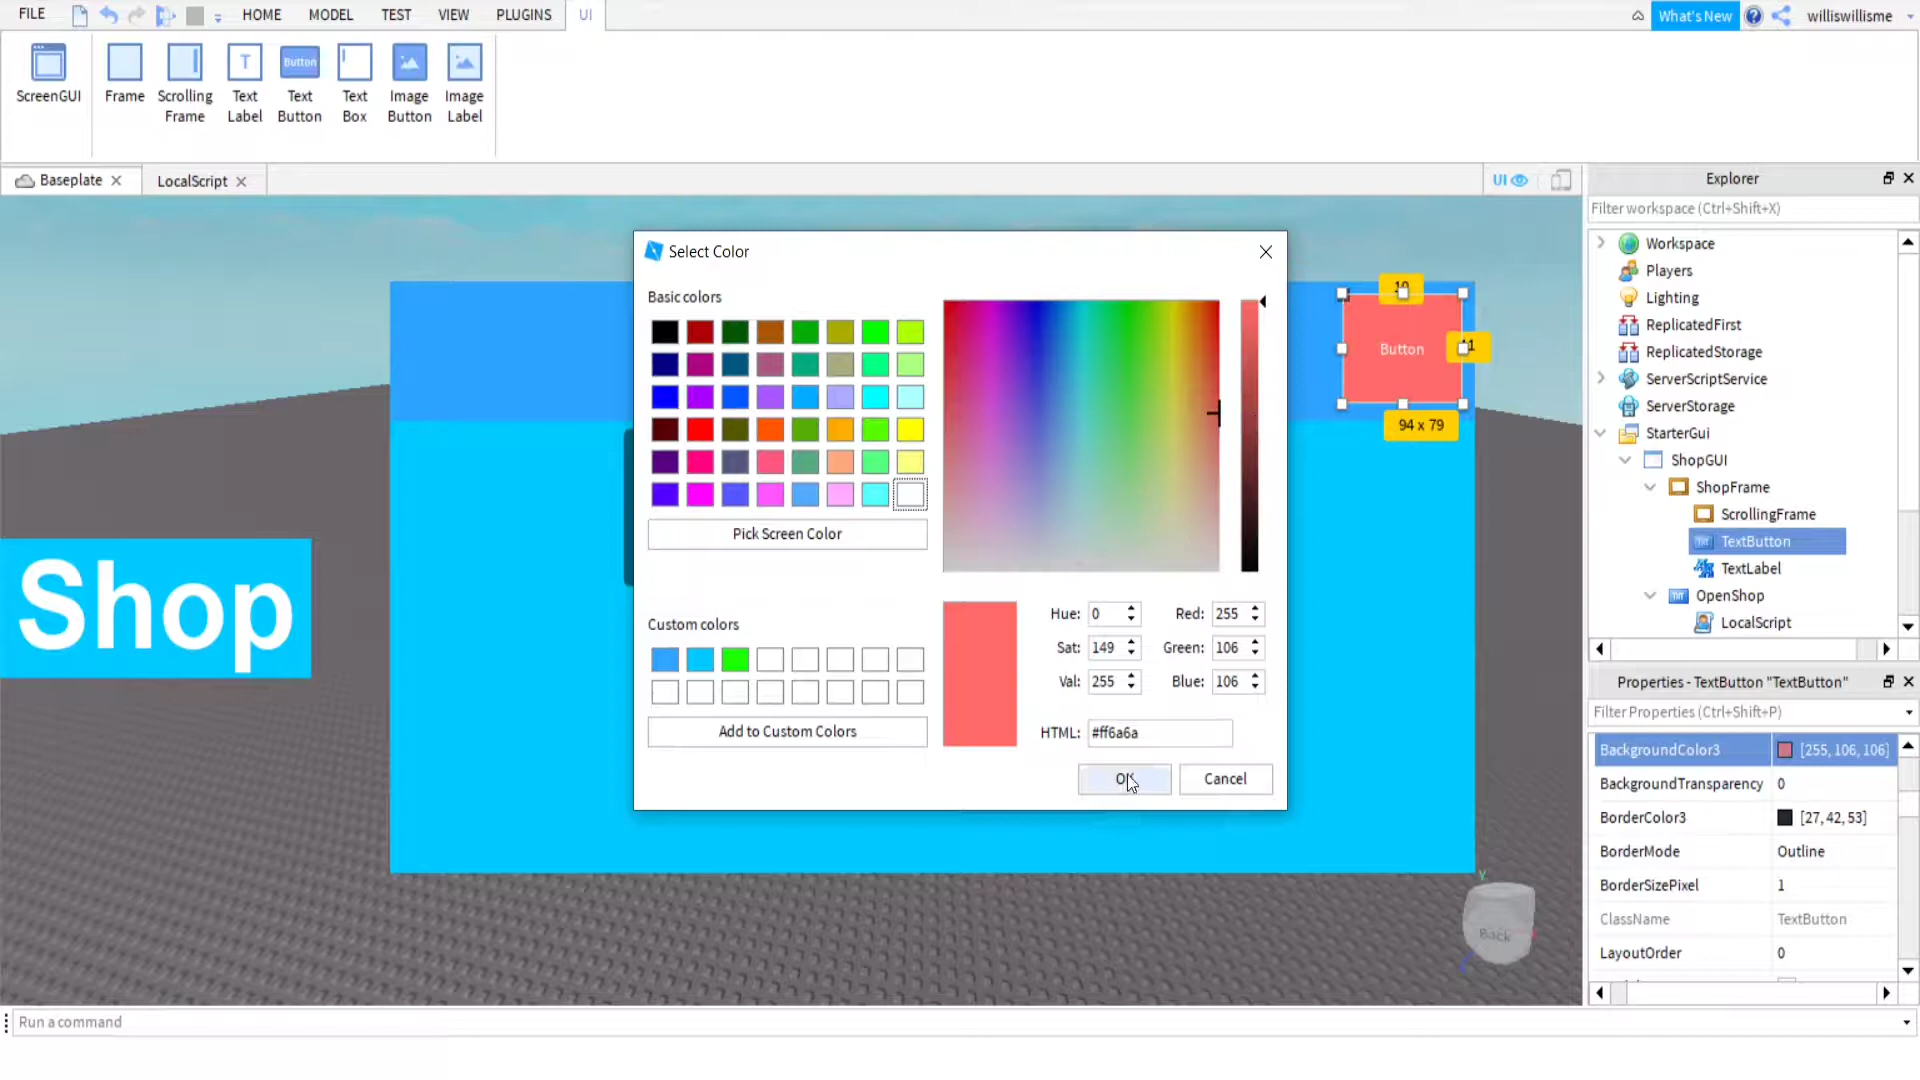 FILE
HOME
MODEL
TEST
VIEW
PLUGINS
UI
What's New
williswillisme
ScreenGUI
Frame
Scrolling
Frame
Text
Label
Button
Text
Button
Text
Box
Image
Button
Image
Label
Baseplate
LocalScript
UI
Explorer
Filter workspace (Ctrl+Shift+X)
Workspace
Players
Lighting
ReplicatedFirst
ReplicatedStorage
ServerScriptService
ServerStorage
StarterGui
ShopGUI
ShopFrame
ScrollingFrame
TextButton
TextLabel
OpenShop
LocalScript
Shop
Button
94 x 79
Back
Select Color
Basic colors
Pick Screen Color
Custom colors
Add to Custom Colors
Hue: 0
Red: 255
Sat: 149
Green: 106
Val: 255
Blue: 106
HTML: #ff6a6a
OK
Cancel
Properties - TextButton "TextButton"
Filter Properties (Ctrl+Shift+P)
BackgroundColor3 [255, 106, 106]
BackgroundTransparency 0
BorderColor3 [27, 42, 53]
BorderMode Outline
BorderSizePixel 1
ClassName TextButton
LayoutOrder 0
Run a command